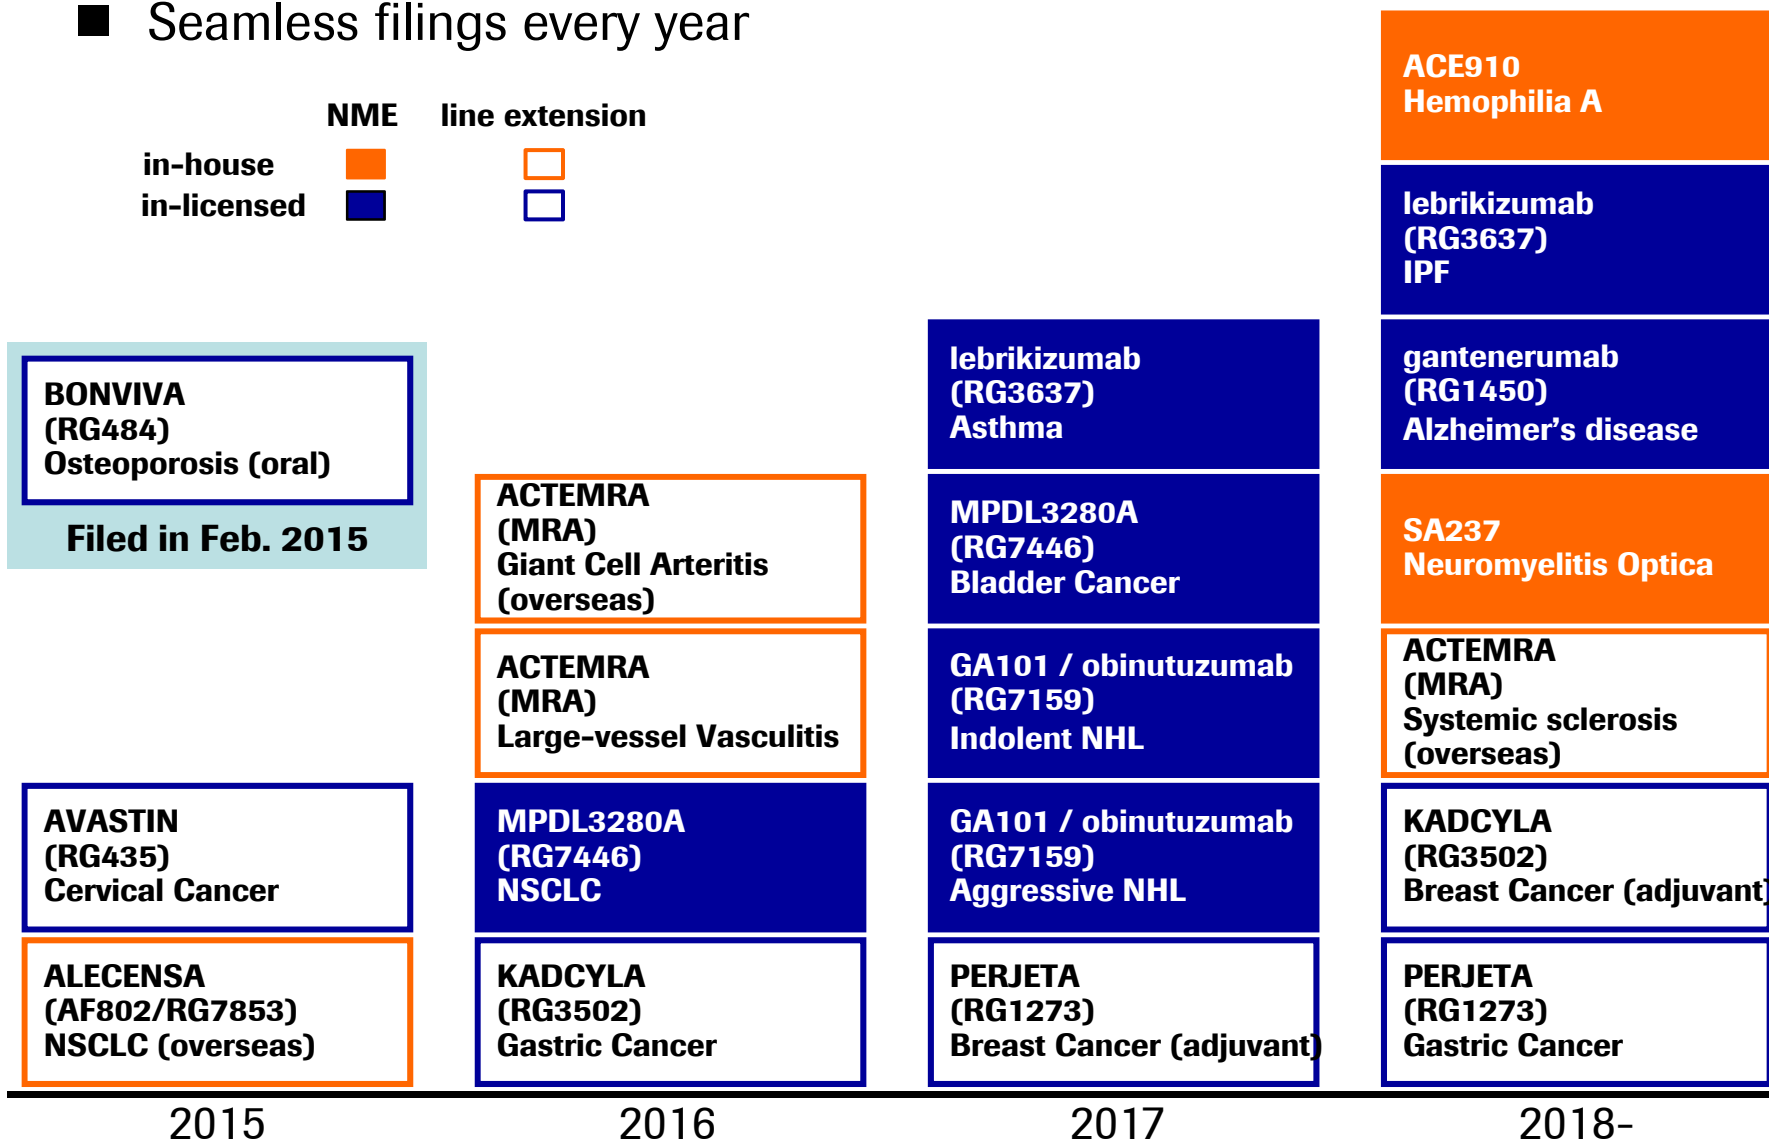 ■ Seamless filings every year
NME line extension
in-house
in-licensed
BONVIVA
(RG484)
Osteoporosis (oral)
Filed in Feb. 2015
AVASTIN
(RG435)
Cervical Cancer
ALECENSA
(AF802/RG7853)
NSCLC (overseas)
2015
ACTEMRA
(MRA)
Giant Cell Arteritis
(overseas)
ACTEMRA
(MRA)
Large-vessel Vasculitis
MPDL3280A
(RG7446)
NSCLC
KADCYLA
(RG3502)
Gastric Cancer
2016
lebrikizumab
(RG3637)
Asthma
MPDL3280A
(RG7446)
Bladder Cancer
GA101 / obinutuzumab
(RG7159)
Indolent NHL
GA101 / obinutuzumab
(RG7159)
Aggressive NHL
PERJETA
(RG1273)
Breast Cancer (adjuvant)
2017
ACE910
Hemophilia A
lebrikizumab
(RG3637)
IPF
gantenerumab
(RG1450)
Alzheimer's disease
SA237
Neuromyelitis Optica
ACTEMRA
(MRA)
Systemic sclerosis
(overseas)
KADCYLA
(RG3502)
Breast Cancer (adjuvant)
PERJETA
(RG1273)
Gastric Cancer
2018-